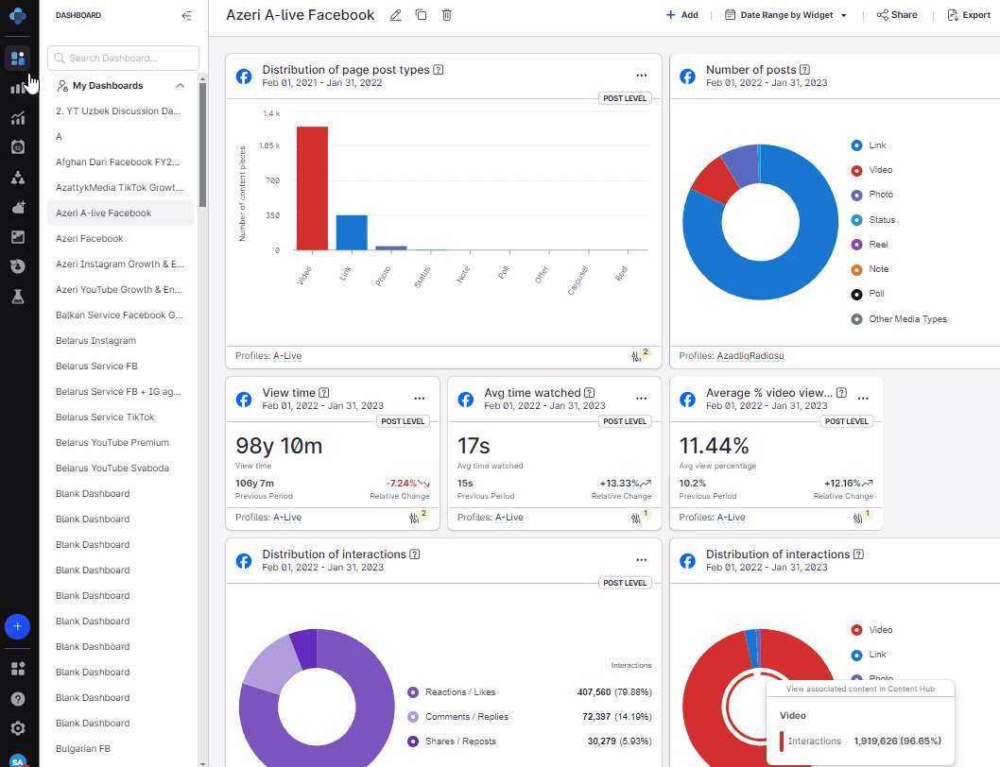 DASHBOARD
Search Dashboard...
My Dashboards
2. YT Uzbek Discussion Da...
A
Afghan Dari Facebook FY2...
AzattykMedia TikTok Growt...
Azeri A-live Facebook
Azeri Facebook
Azeri Instagram Growth & E...
Azeri YouTube Growth & En...
Balkan Service Facebook G...
Belarus Instagram
Belarus Service FB
Belarus Service FB + IG ag...
Belarus Service TikTok
Belarus YouTube Premium
Belarus YouTube Svaboda
Blank Dashboard
Blank Dashboard
Blank Dashboard
Blank Dashboard
Blank Dashboard
Blank Dashboard
Blank Dashboard
Blank Dashboard
Blank Dashboard
Blank Dashboard
Bulgarian FB
12
SA
Azeri A-live Facebook
+ Add
Date Range by Widget
Share
Export
Distribution of page post types ?
Feb 01, 2021 - Jan 31, 2022
POST LEVEL
Number of content pieces
1.4 k
1.05 k
700
350
0
Video
Link
Photo
Status
Note
Poll
Offer
Carousel
Reel
Profiles: A-Live
2
Number of posts ?
Feb 01, 2022 - Jan 31, 2023
Link
Video
Photo
Status
Reel
Note
Poll
Other Media Types
Profiles: AzadliqRadiosu
View time ?
Feb 01, 2022 - Jan 31, 2023
POST LEVEL
98y 10m
View time
106y 7m
-7.24%
Previous Period
Relative Change
Profiles: A-Live
2
Avg time watched ?
Feb 01, 2022 - Jan 31, 2023
POST LEVEL
17s
Avg time watched
15s
+13.33%
Previous Period
Relative Change
Profiles: A-Live
1
Average % video view... ?
Feb 01, 2022 - Jan 31, 2023
POST LEVEL
11.44%
Avg view percentage
10.2%
+12.16%
Previous Period
Relative Change
Profiles: A-Live
1
Distribution of interactions ?
Feb 01, 2022 - Jan 31, 2023
POST LEVEL
Interactions
Reactions / Likes 407,560 (79.88%)
Comments / Replies 72,397 (14.19%)
Shares / Reposts 30,279 (5.93%)
Distribution of interactions ?
Feb 01, 2022 - Jan 31, 2023
Video
Link
Photo
View associated content in Content Hub
Video
Interactions 1,919,626 (96.65%)